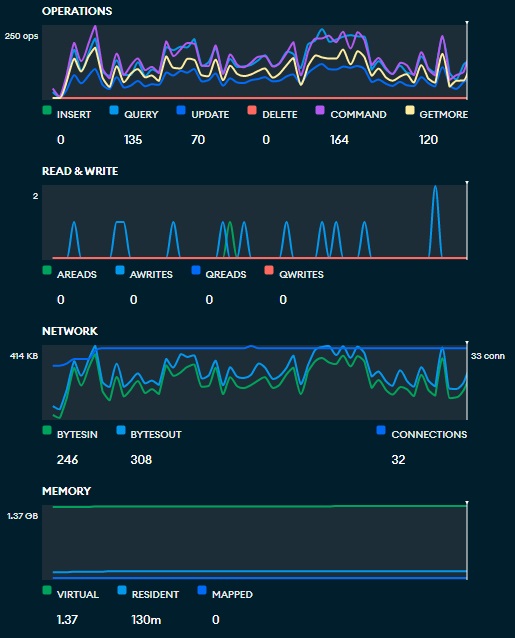 OPERATIONS
250 ops
INSERT QUERY UPDATE DELETE COMMAND GETMORE
0 135 70 0 164 120
READ & WRITE
2
AREADS AWRITES QREADS QWRITES
0 0 0 0
NETWORK
414 KB 33 conn
BYTESIN BYTESOUT CONNECTIONS
246 308 32
MEMORY
1.37 GB
VIRTUAL RESIDENT MAPPED
1.37 130m 0